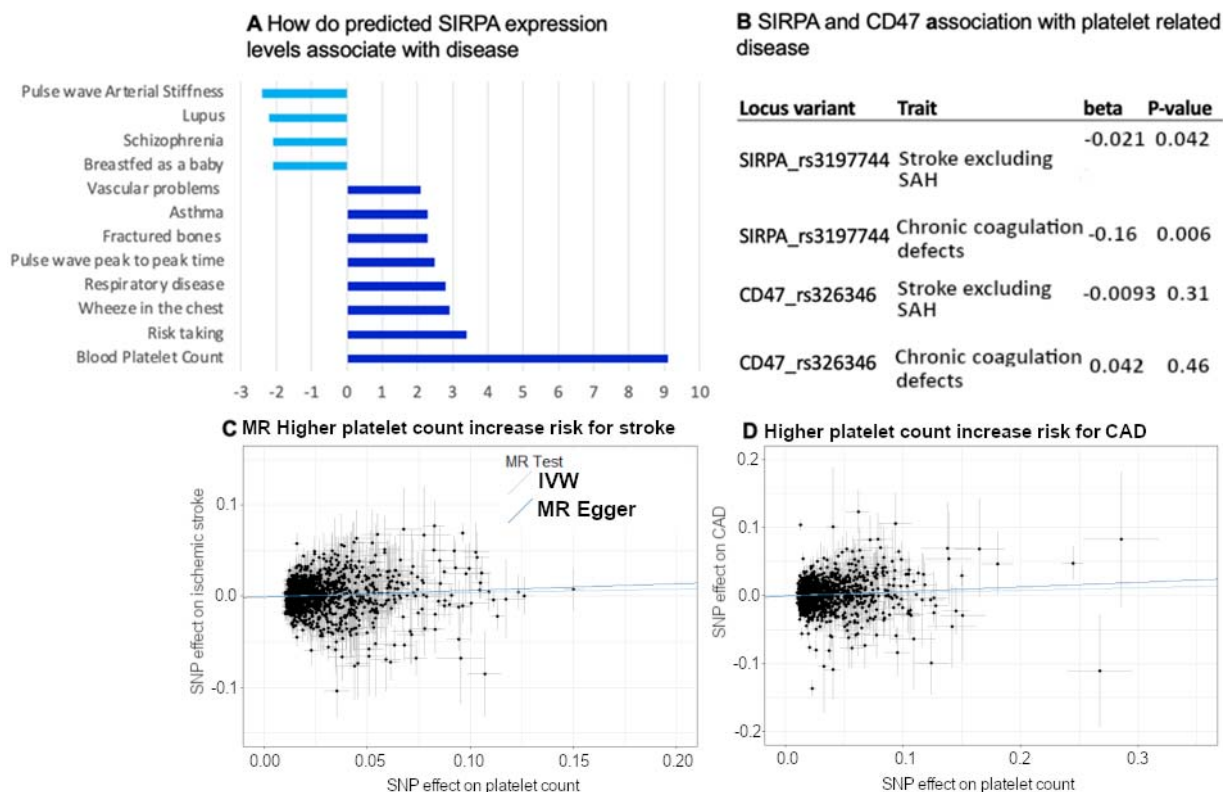 A How do predicted SIRPA expression
levels associate with disease
Pulse wave Arterial Stiffness
Lupus
Schizophrenia
Breastfed as a baby
Vascular problems
Asthma
Fractured bones
Pulse wave peak to peak time
Respiratory disease
Wheeze in the chest
Risk taking
Blood Platelet Count
-3 -2 -1 0 1 2 3 4 5 6 7 8 9 10
B SIRPA and CD47 association with platelet related
disease
Locus variant Trait beta P-value
-0.021 0.042
SIRPA_rs3197744 Stroke excluding
SAH
SIRPA_rs3197744 Chronic coagulation -0.16 0.006
defects
CD47_rs326346 Stroke excluding -0.0093 0.31
SAH
CD47_rs326346 Chronic coagulation 0.042 0.46
defects
C MR Higher platelet count increase risk for stroke
MR Test
IVW
MR Egger
SNP effect on ischemic stroke
0.1
0.0
-0.1
0.00 0.05 0.10 0.15 0.20
SNP effect on platelet count
D Higher platelet count increase risk for CAD
SNP effect on CAD
0.2
0.1
0.0
-0.1
-0.2
0.0 0.1 0.2 0.3
SNP effect on platelet count